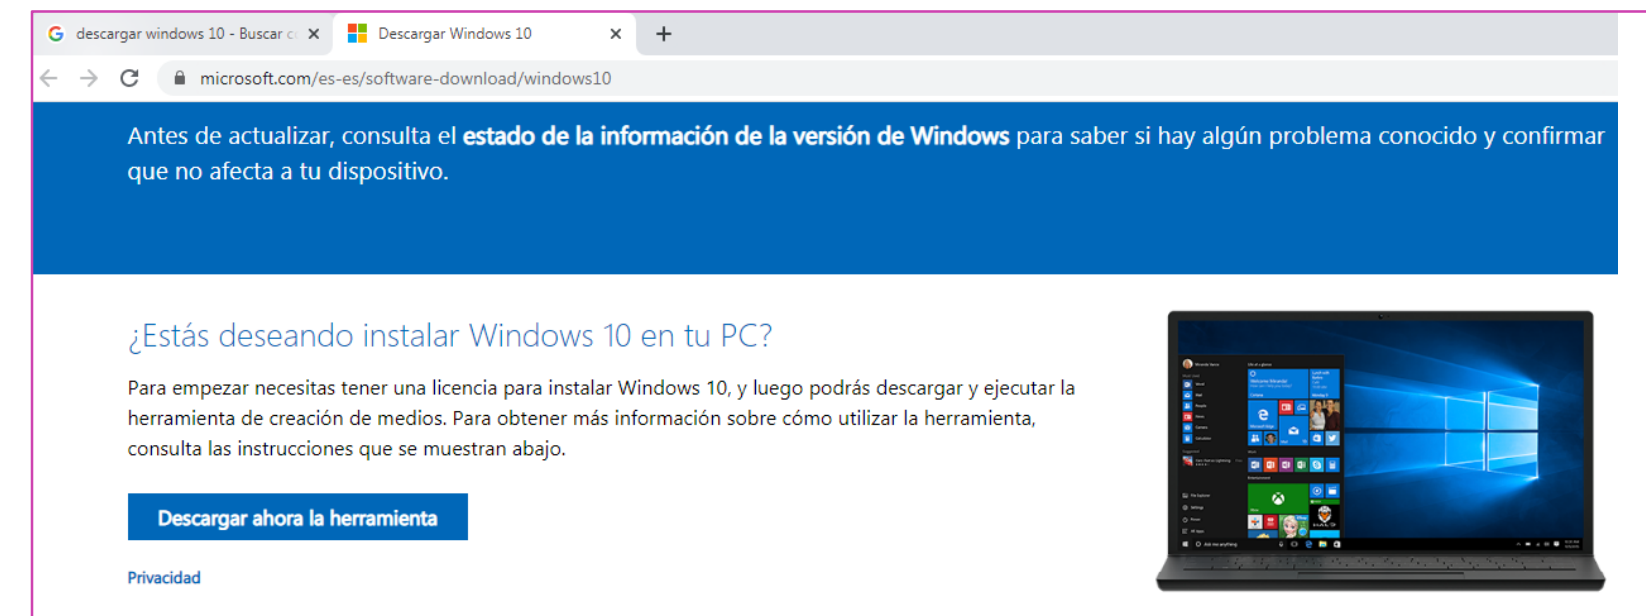 descargar windows 10 - Buscar c
Descargar Windows 10
microsoft.com/es-es/software-download/windows10
Antes de actualizar, consulta el estado de la información de la versión de Windows para saber si hay algún problema conocido y confirmar
que no afecta a tu dispositivo.
¿Estás deseando instalar Windows 10 en tu PC?
Para empezar necesitas tener una licencia para instalar Windows 10, y luego podrás descargar y ejecutar la
herramienta de creación de medios. Para obtener más información sobre cómo utilizar la herramienta,
consulta las instrucciones que se muestran abajo.
Descargar ahora la herramienta
Privacidad